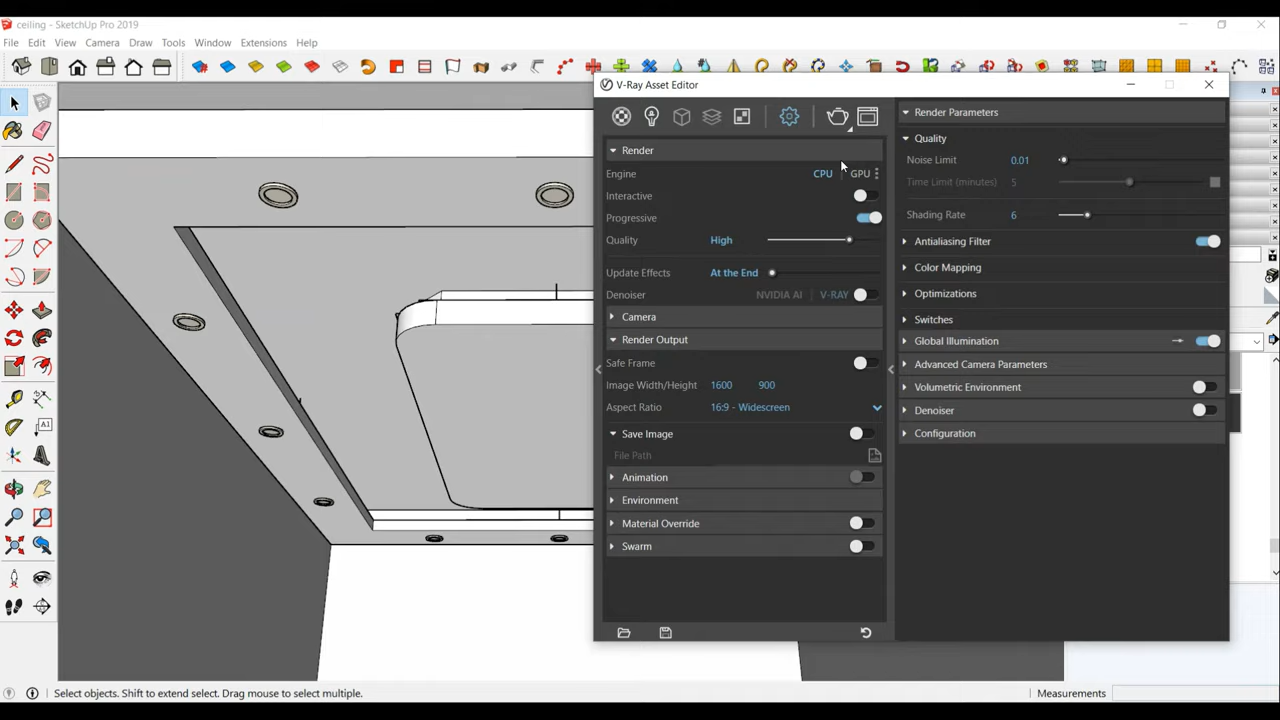 ceiling - SketchUp Pro 2019
File Edit View Camera Draw Tools Window Extensions Help
V-Ray Asset Editor
Render
Engine CPU GPU
Interactive
Progressive
Quality High
Update Effects At the End
Denoiser NVIDIA AI V-RAY
Camera
Render Output
Safe Frame
Image Width/Height 1600 900
Aspect Ratio 16:9 - Widescreen
Save Image
File Path
Animation
Environment
Material Override
Swarm
Render Parameters
Quality
Noise Limit 0.01
Time Limit (minutes) 5
Shading Rate 6
Antialiasing Filter
Color Mapping
Optimizations
Switches
Global Illumination
Advanced Camera Parameters
Volumetric Environment
Denoiser
Configuration
A1
Select objects. Shift to extend select. Drag mouse to select multiple.
Measurements